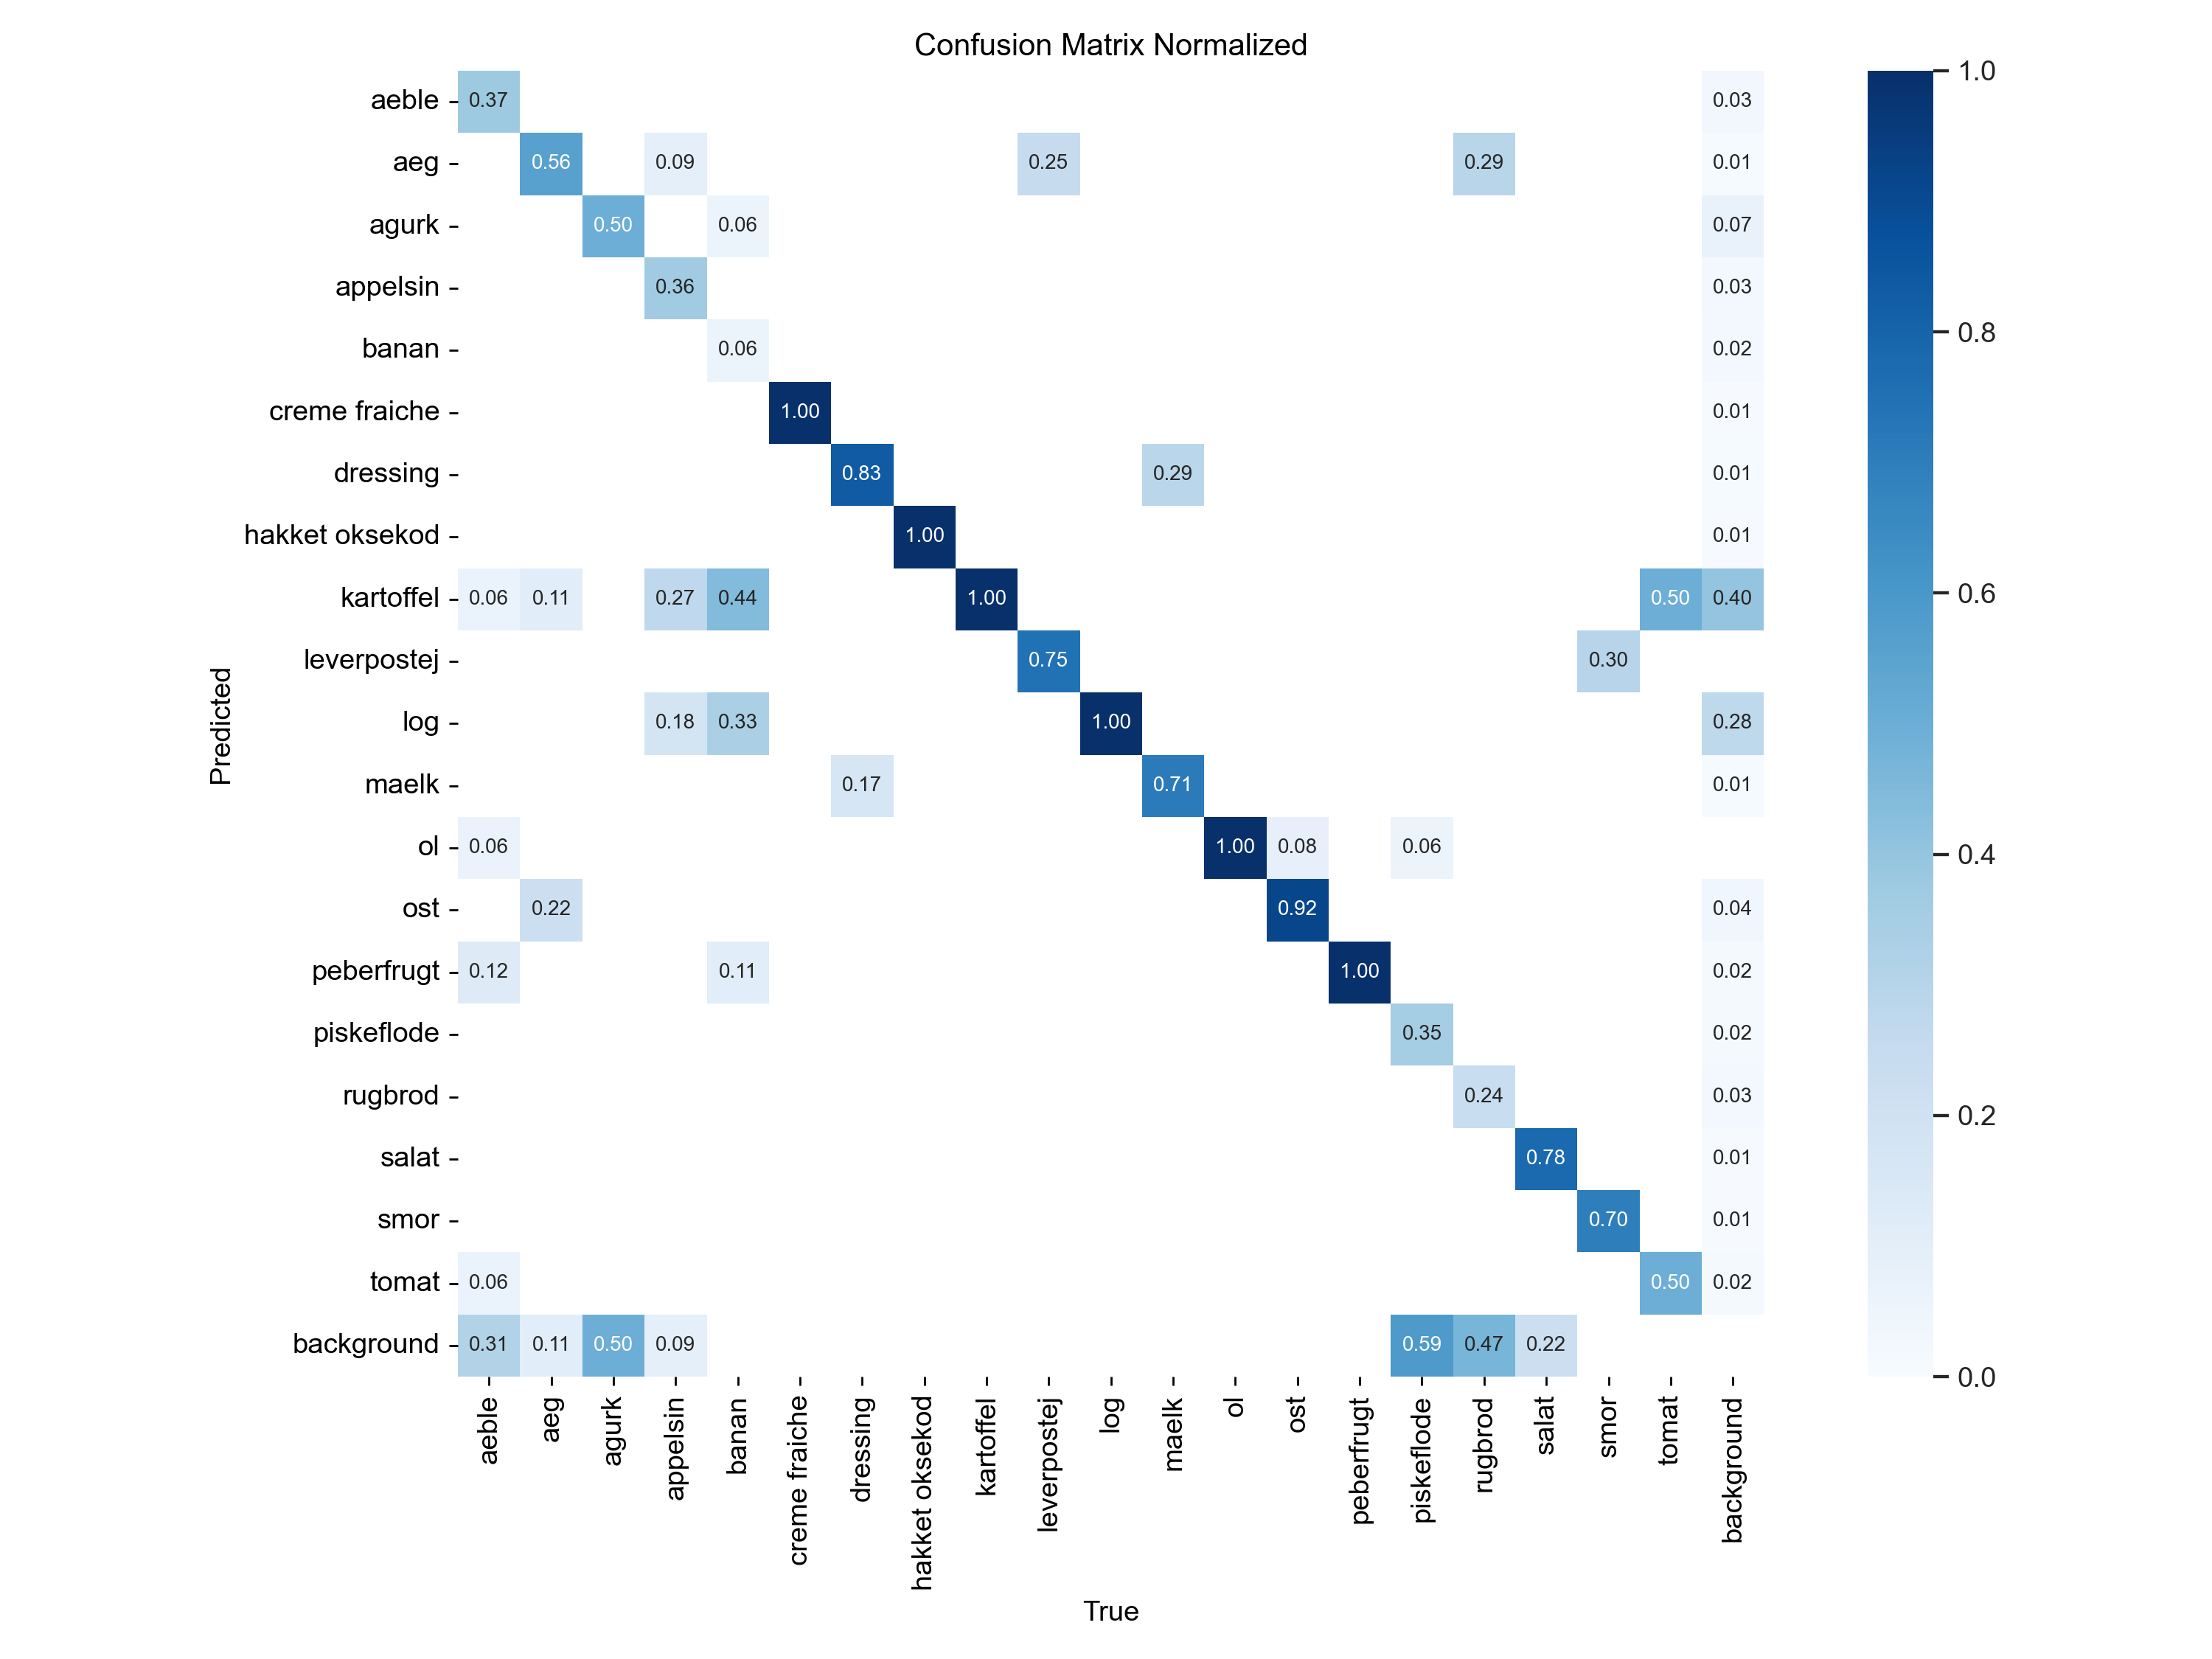 Confusion Matrix Normalized
aeble 0.37 0.03 1.0
aeg 0.56 0.09 0.25 0.29 0.01
agurk 0.50 0.06 0.07
appelsin 0.36 0.03
banan 0.06 0.02 0.8
creme fraiche 1.00 0.01
dressing 0.83 0.29 0.01
hakket oksekod 1.00 0.01
kartoffel 0.06 0.11 0.27 0.44 1.00 0.50 0.40 0.6
leverpostej 0.75 0.30
log 0.18 0.33 1.00 0.28
Predicted
maelk 0.17 0.71 0.01
ol 0.06 1.00 0.08 0.06 0.4
ost 0.22 0.92 0.04
peberfrugt 0.12 0.11 1.00 0.02
piskeflode 0.35 0.02
rugbrod 0.24 0.03 0.2
salat 0.78 0.01
smor 0.70 0.01
tomat 0.06 0.50 0.02
background 0.31 0.11 0.50 0.09 0.59 0.47 0.22 0.0
aeble aeg agurk appelsin banan creme fraiche dressing hakket oksekod kartoffel leverpostej log maelk ol ost peberfrugt piskeflode rugbrod salat smor tomat background
True